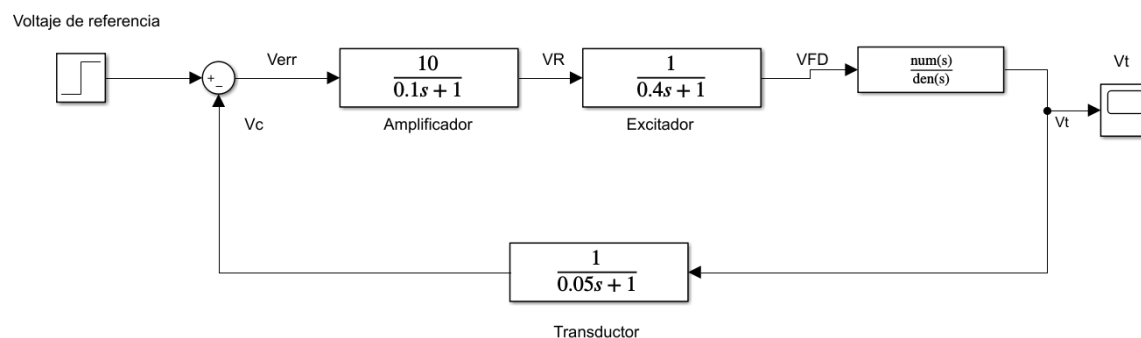 Voltaje de referencia
Verr
VR
VFD
Vt
+
−
10
0.1s + 1
1
0.4s + 1
num(s)
den(s)
Vc
Amplificador
Excitador
Vt
1
0.05s + 1
Transductor